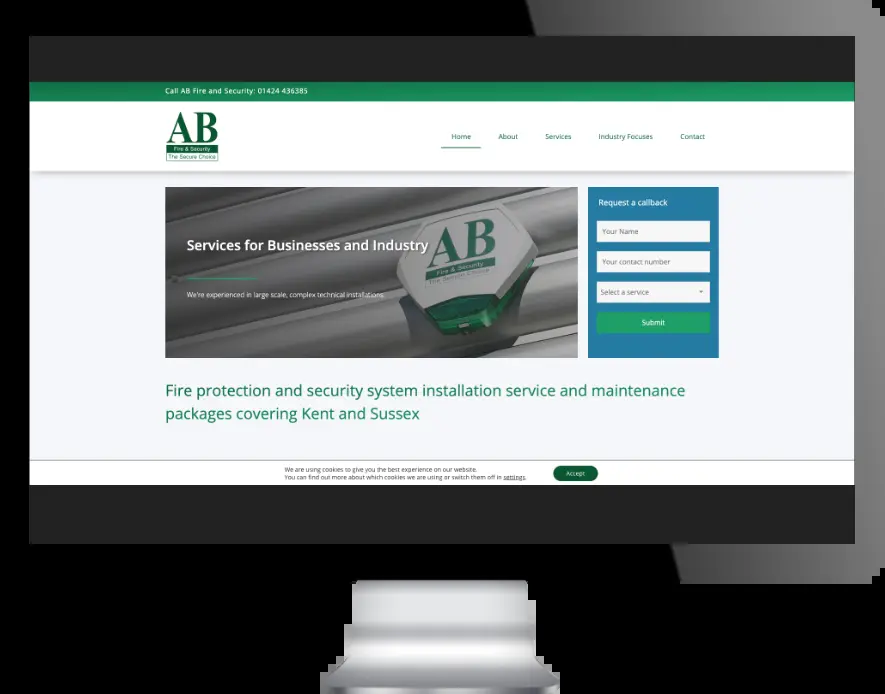 Call AB Fire and Security: 01424 436385
AB
Fire & Security
The Secure Choice
Home
About
Services
Industry Focuses
Contact
Services for Businesses and Industry
We're experienced in large scale, complex technical installations.
AB
Fire & Security
The Secure Choice
Request a callback
Your Name
Your contact number
Select a service
Submit
Fire protection and security system installation service and maintenance
packages covering Kent and Sussex
We are using cookies to give you the best experience on our website.
You can find out more about which cookies we are using or switch them off in settings.
Accept